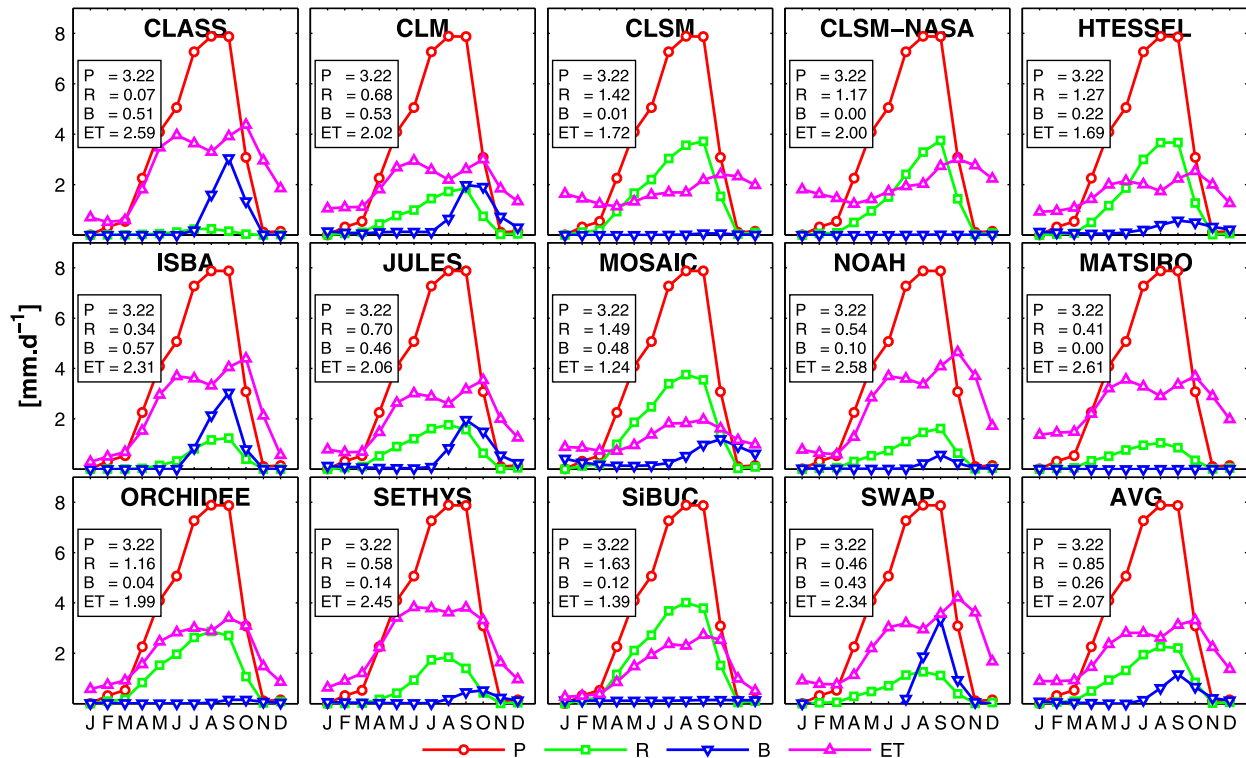 CLASS CLM CLSM CLSM−NASA HTESSEL
8
6
4
2
P = 3.22
R = 0.07
B = 0.51
ET = 2.59
P = 3.22
R = 0.68
B = 0.53
ET = 2.02
P = 3.22
R = 1.42
B = 0.01
ET = 1.72
P = 3.22
R = 1.17
B = 0.00
ET = 2.00
P = 3.22
R = 1.27
B = 0.22
ET = 1.69
[mm.d⁻¹]
ISBA JULES MOSAIC NOAH MATSIRO
8
6
4
2
P = 3.22
R = 0.34
B = 0.57
ET = 2.31
P = 3.22
R = 0.70
B = 0.46
ET = 2.06
P = 3.22
R = 1.49
B = 0.48
ET = 1.24
P = 3.22
R = 0.54
B = 0.10
ET = 2.58
P = 3.22
R = 0.41
B = 0.00
ET = 2.61
ORCHIDEE SETHYS SiBUC SWAP AVG
8
6
4
2
P = 3.22
R = 1.16
B = 0.04
ET = 1.99
P = 3.22
R = 0.58
B = 0.14
ET = 2.45
P = 3.22
R = 1.63
B = 0.12
ET = 1.39
P = 3.22
R = 0.46
B = 0.43
ET = 2.34
P = 3.22
R = 0.85
B = 0.26
ET = 2.07
J F M A M J J A S O N D J F M A M J J A S O N D J F M A M J J A S O N D J F M A M J J A S O N D J F M A M J J A S O N D
P R B ET